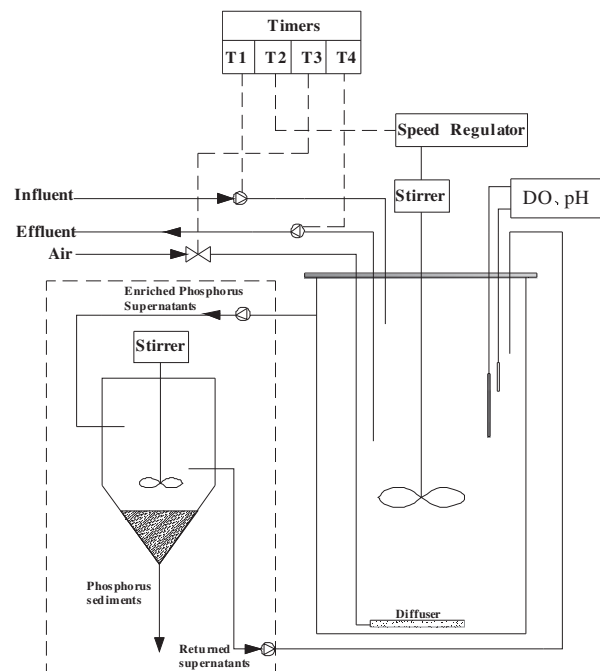 Timers
T1 T2 T3 T4
Speed Regulator
Stirrer
DO、pH
Influent
Effluent
Air
Enriched Phosphorus
Supernatants
Stirrer
Phosphorus
sediments
Diffuser
Returned
supernatants